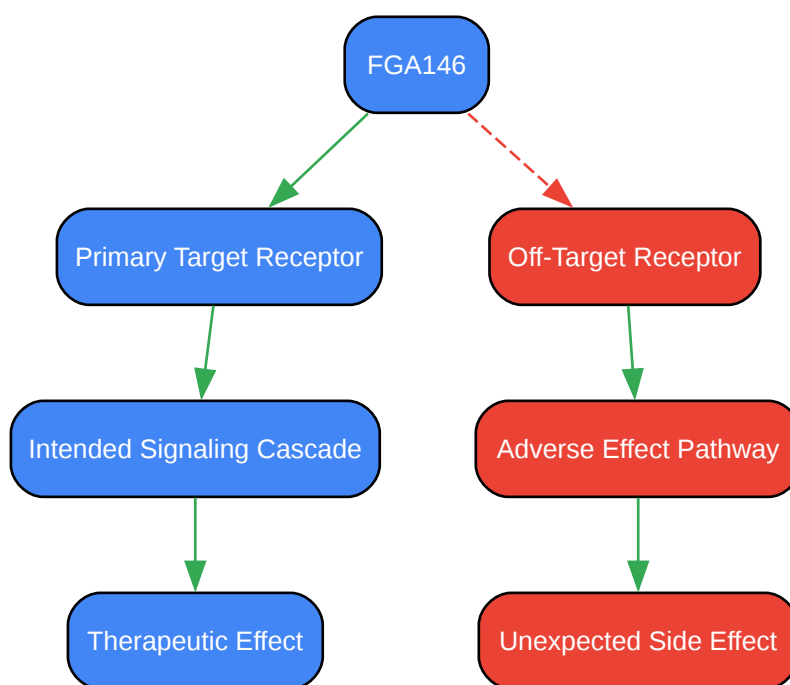 FGA146
Primary Target Receptor
Off-Target Receptor
Intended Signaling Cascade
Adverse Effect Pathway
Therapeutic Effect
Unexpected Side Effect